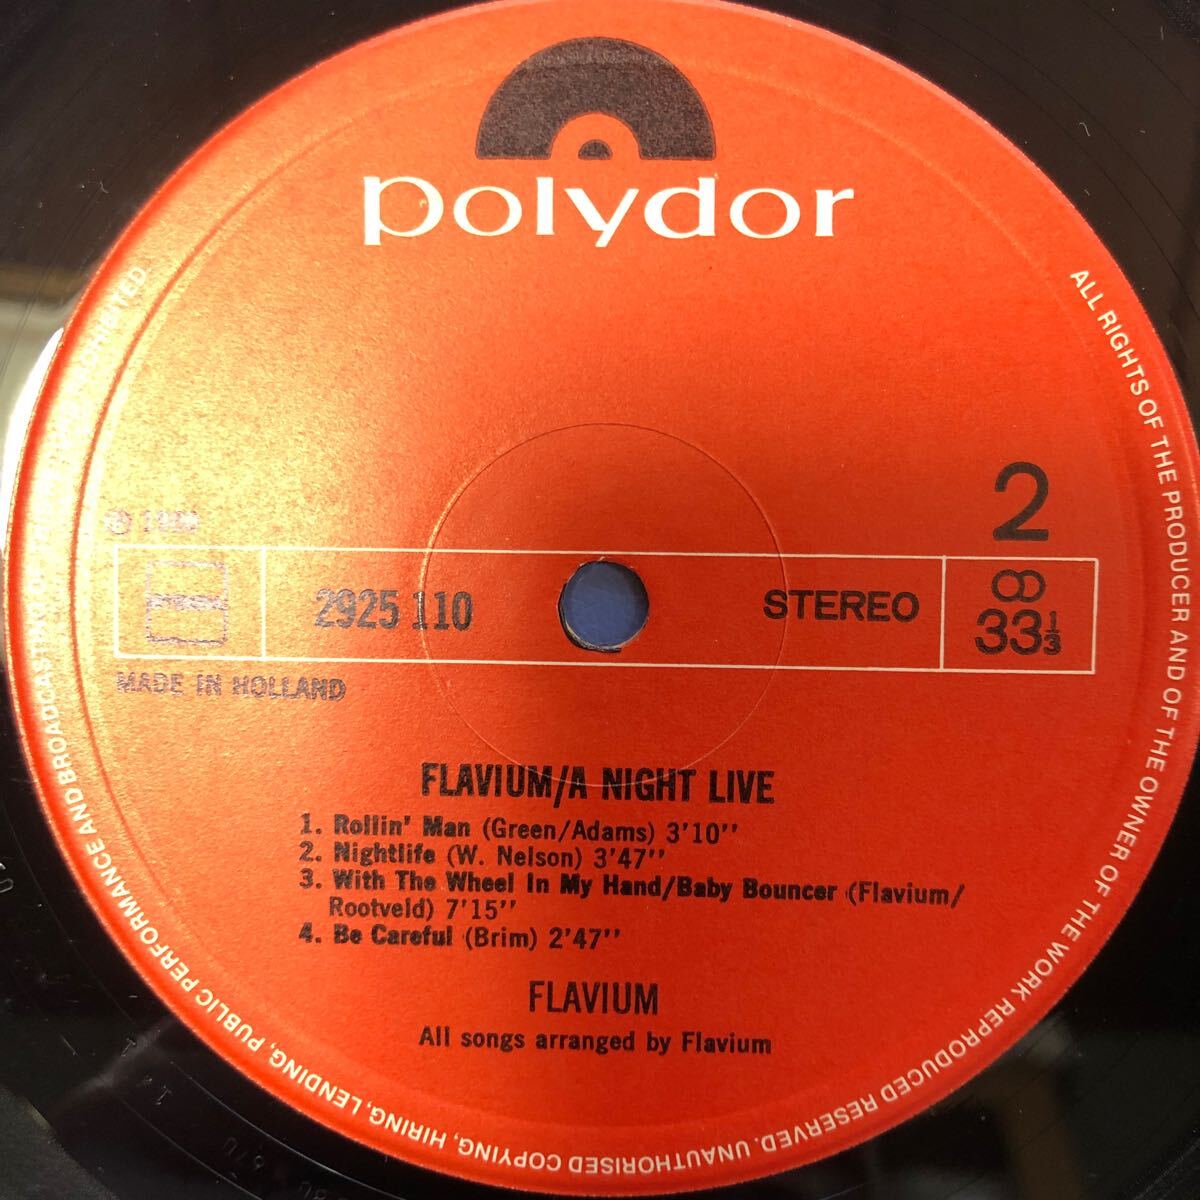 polydor
2
℗ 1980
2925 110
STEREO
33⅓
MADE IN HOLLAND
FLAVIUM/A NIGHT LIVE
1. Rollin' Man (Green/Adams) 3'10''
2. Nightlife (W. Nelson) 3'47''
3. With The Wheel In My Hand/Baby Bouncer (Flavium/
Rootveld) 7'15''
4. Be Careful (Brim) 2'47''
FLAVIUM
All songs arranged by Flavium
ALL RIGHTS OF THE PRODUCER AND OF THE OWNER OF THE WORK REPRODUCED RESERVED. UNAUTHORISED COPYING, HIRING, LENDING, PUBLIC PERFORMANCE AND BROADCASTING PROHIBITED